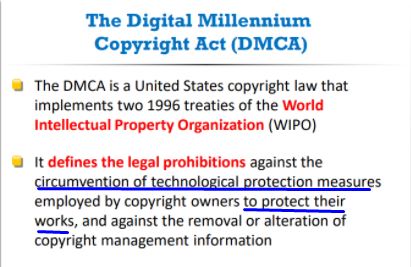 The Digital Millennium
Copyright Act (DMCA)
The DMCA is a United States copyright law that
implements two 1996 treaties of the World
Intellectual Property Organization (WIPO)
It defines the legal prohibitions against the
circumvention of technological protection measures
employed by copyright owners to protect their
works, and against the removal or alteration of
copyright management information